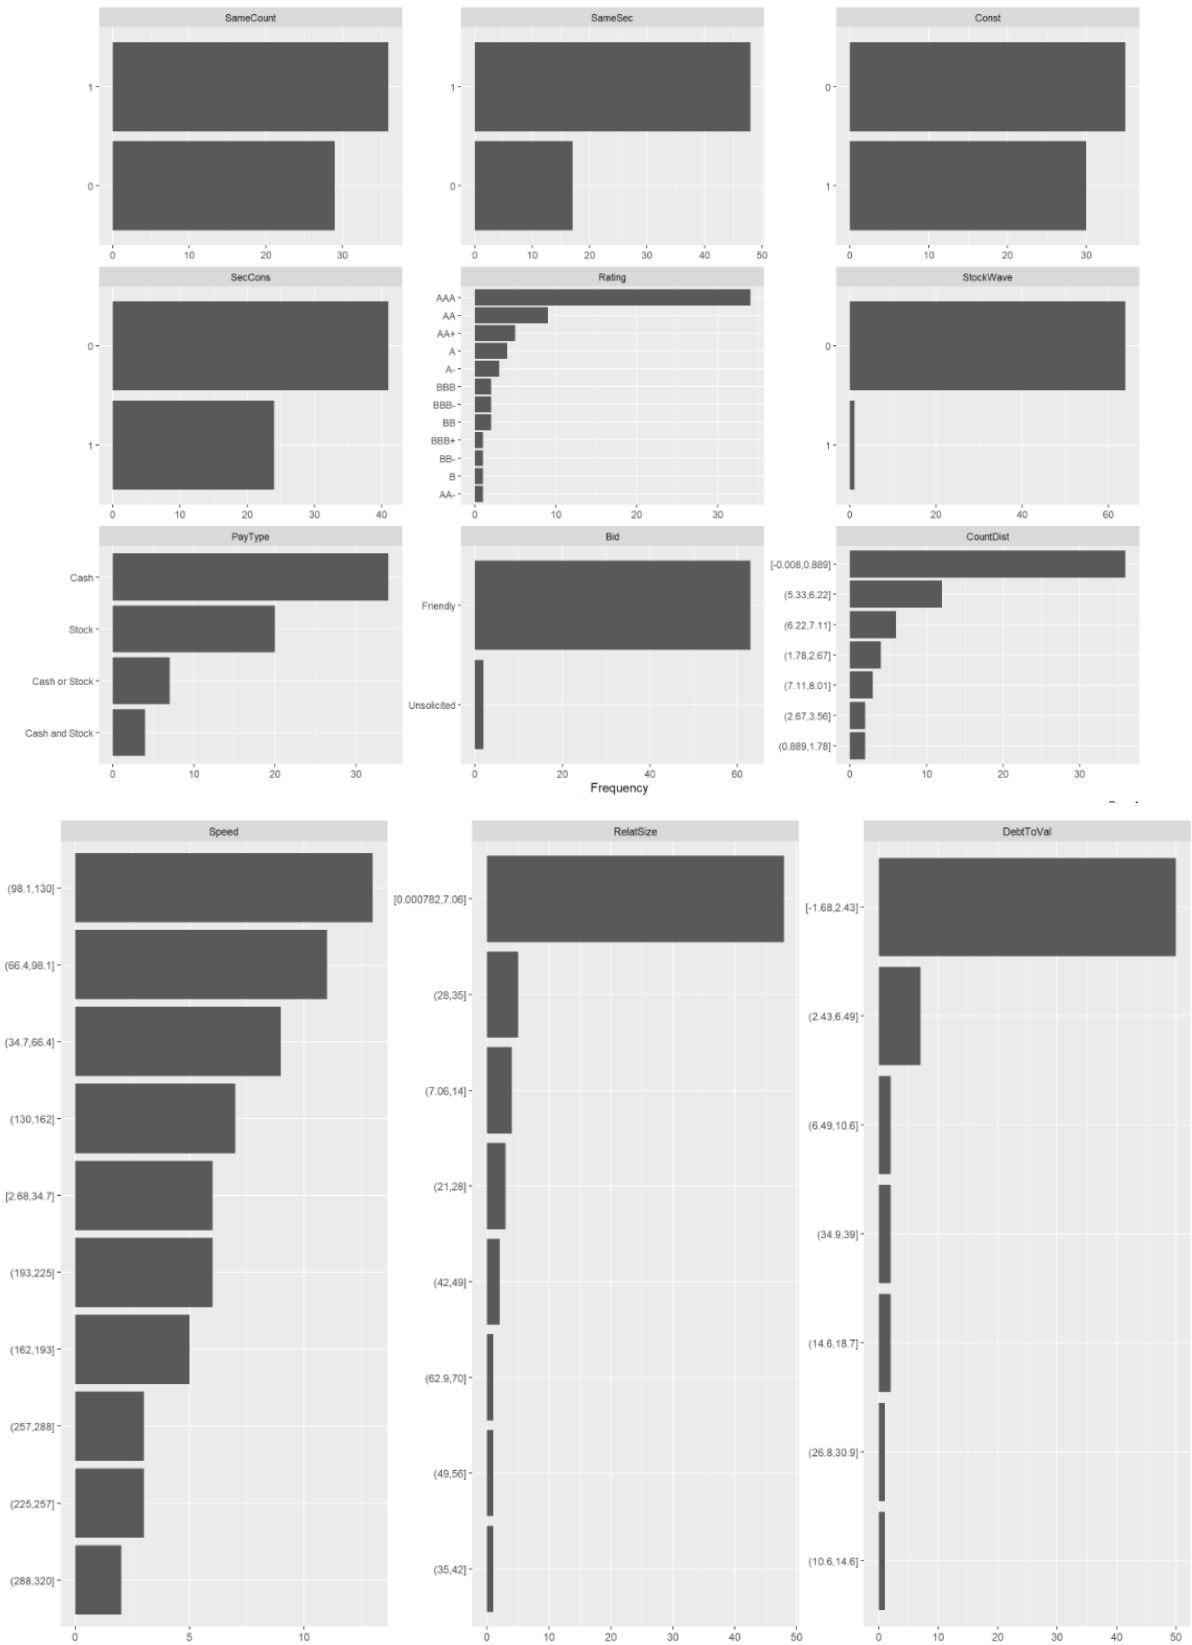 SameCount
SameSec
Const
1
0
1
0
0
1
0 10 20 30
0 10 20 30 40 50
0 10 20 30
SecCons
Rating
StockWave
0
1
AAA
AA
AA+
A
A-
BBB
BBB-
BB
BBB+
BB-
B
AA-
0
1
0 10 20 30 40
0 10 20 30
0 20 40 60
PayType
Bid
CountDist
Cash
Stock
Cash or Stock
Cash and Stock
Friendly
Unsolicited
[-0.008,0.889]
(5.33,6.22]
(6.22,7.11]
(1.78,2.67]
(7.11,8.01]
(2.67,3.56]
(0.889,1.78]
0 10 20 30
0 20 40 60
0 10 20 30
Frequency
Speed
RelatSize
DebtToVal
(98.1,130]
(66.4,98.1]
(34.7,66.4]
(130,162]
[2.68,34.7]
(193,225]
(162,193]
(257,288]
(225,257]
(288,320]
[0.000782,7.06]
(28,35]
(7.06,14]
(21,28]
(42,49]
(62.9,70]
(49,56]
(35,42]
[-1.68,2.43]
(2.43,6.49]
(6.49,10.6]
(34.9,39]
(14.6,18.7]
(26.8,30.9]
(10.6,14.6]
0 5 10
0 10 20 30 40 50
0 10 20 30 40 50